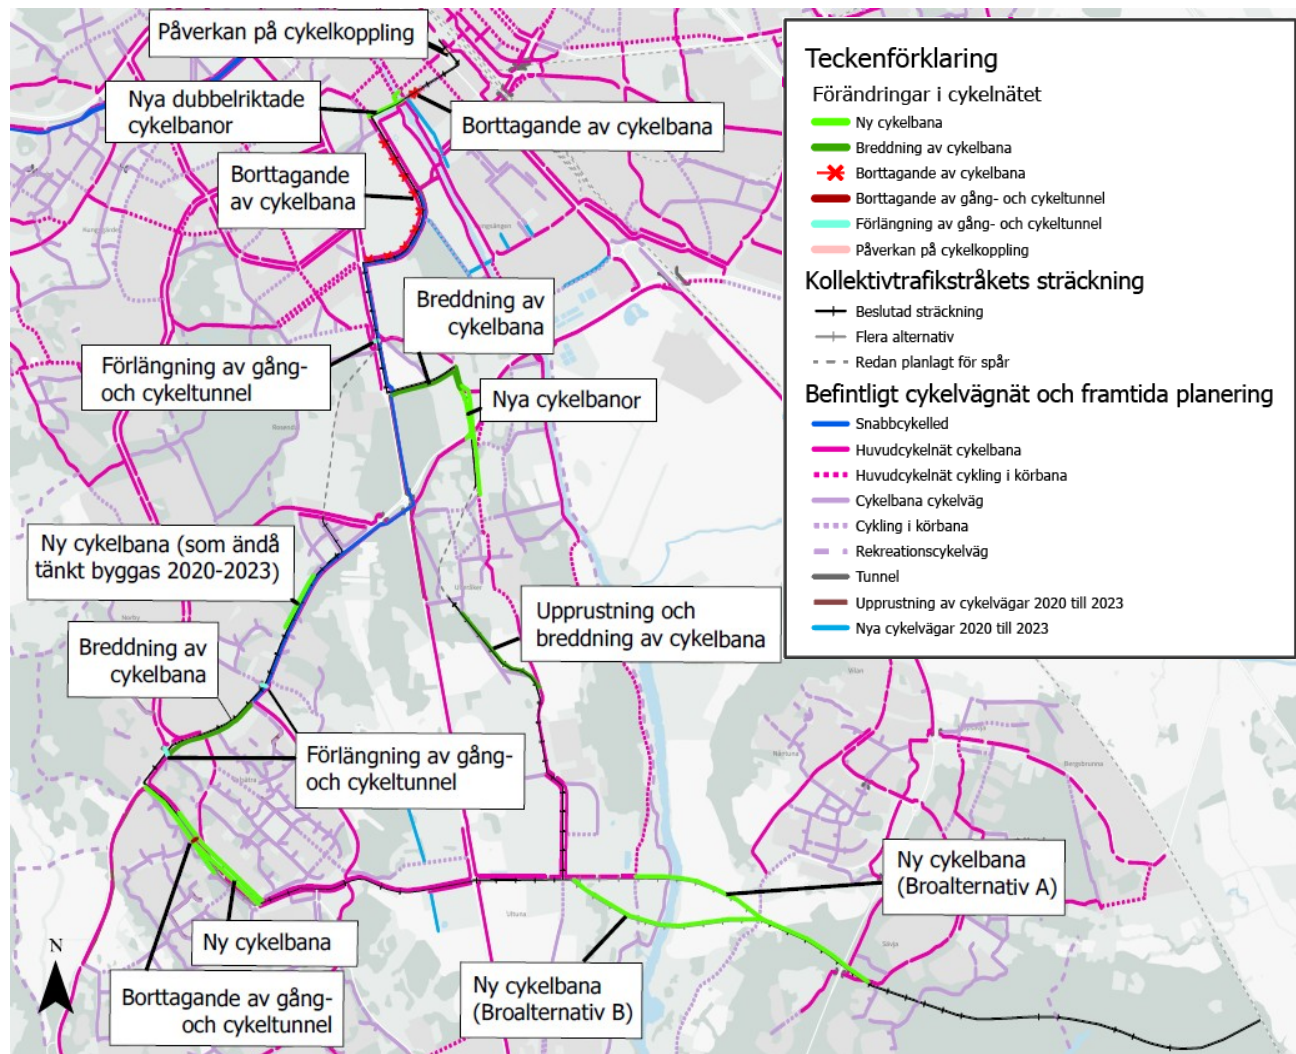 Påverkan på cykelkoppling
Nya dubbelriktade
cykelbanor
Borttagande av cykelbana
Borttagande
av cykelbana
Breddning av
cykelbana
Förlängning av gång-
och cykeltunnel
Nya cykelbanor
Ny cykelbana (som ändå
tänkt byggas 2020-2023)
Upprustning och
breddning av cykelbana
Breddning av
cykelbana
Förlängning av gång-
och cykeltunnel
Ny cykelbana
(Broalternativ A)
Ny cykelbana
Ny cykelbana
(Broalternativ B)
Borttagande av gång-
och cykeltunnel
N
Vilan
Nåntuna
Bergsbrunna
Sävja
Ultuna
Teckenförklaring
Förändringar i cykelnätet
Ny cykelbana
Breddning av cykelbana
Borttagande av cykelbana
Borttagande av gång- och cykeltunnel
Förlängning av gång- och cykeltunnel
Påverkan på cykelkoppling
Kollektivtrafikstråkets sträckning
Beslutad sträckning
Flera alternativ
Redan planlagt för spår
Befintligt cykelvägnät och framtida planering
Snabbcykelled
Huvudcykelnät cykelbana
Huvudcykelnät cykling i körbana
Cykelbana cykelväg
Cykling i körbana
Rekreationscykelväg
Tunnel
Upprustning av cykelvägar 2020 till 2023
Nya cykelvägar 2020 till 2023